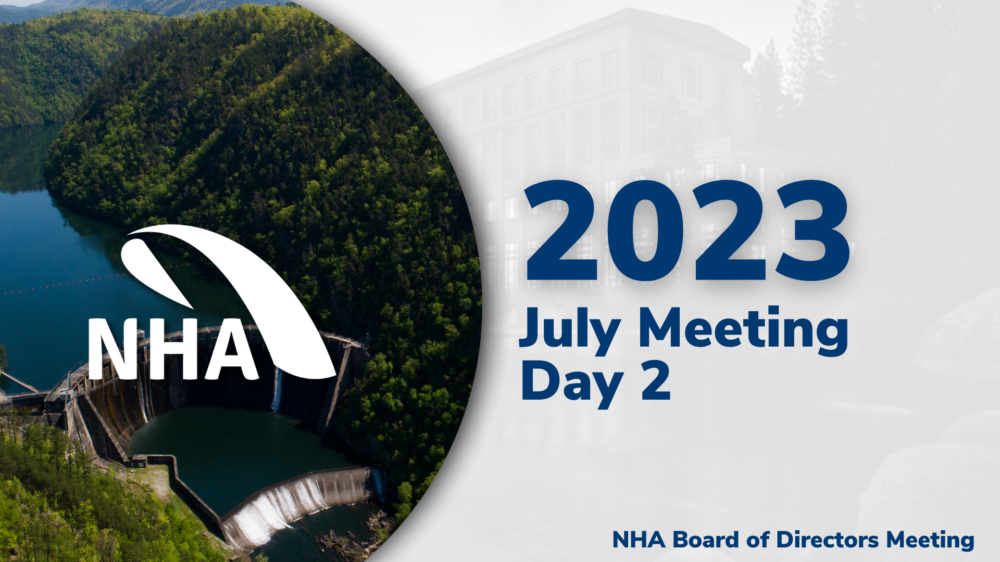 NHA
2023
July Meeting
Day 2
NHA Board of Directors Meeting